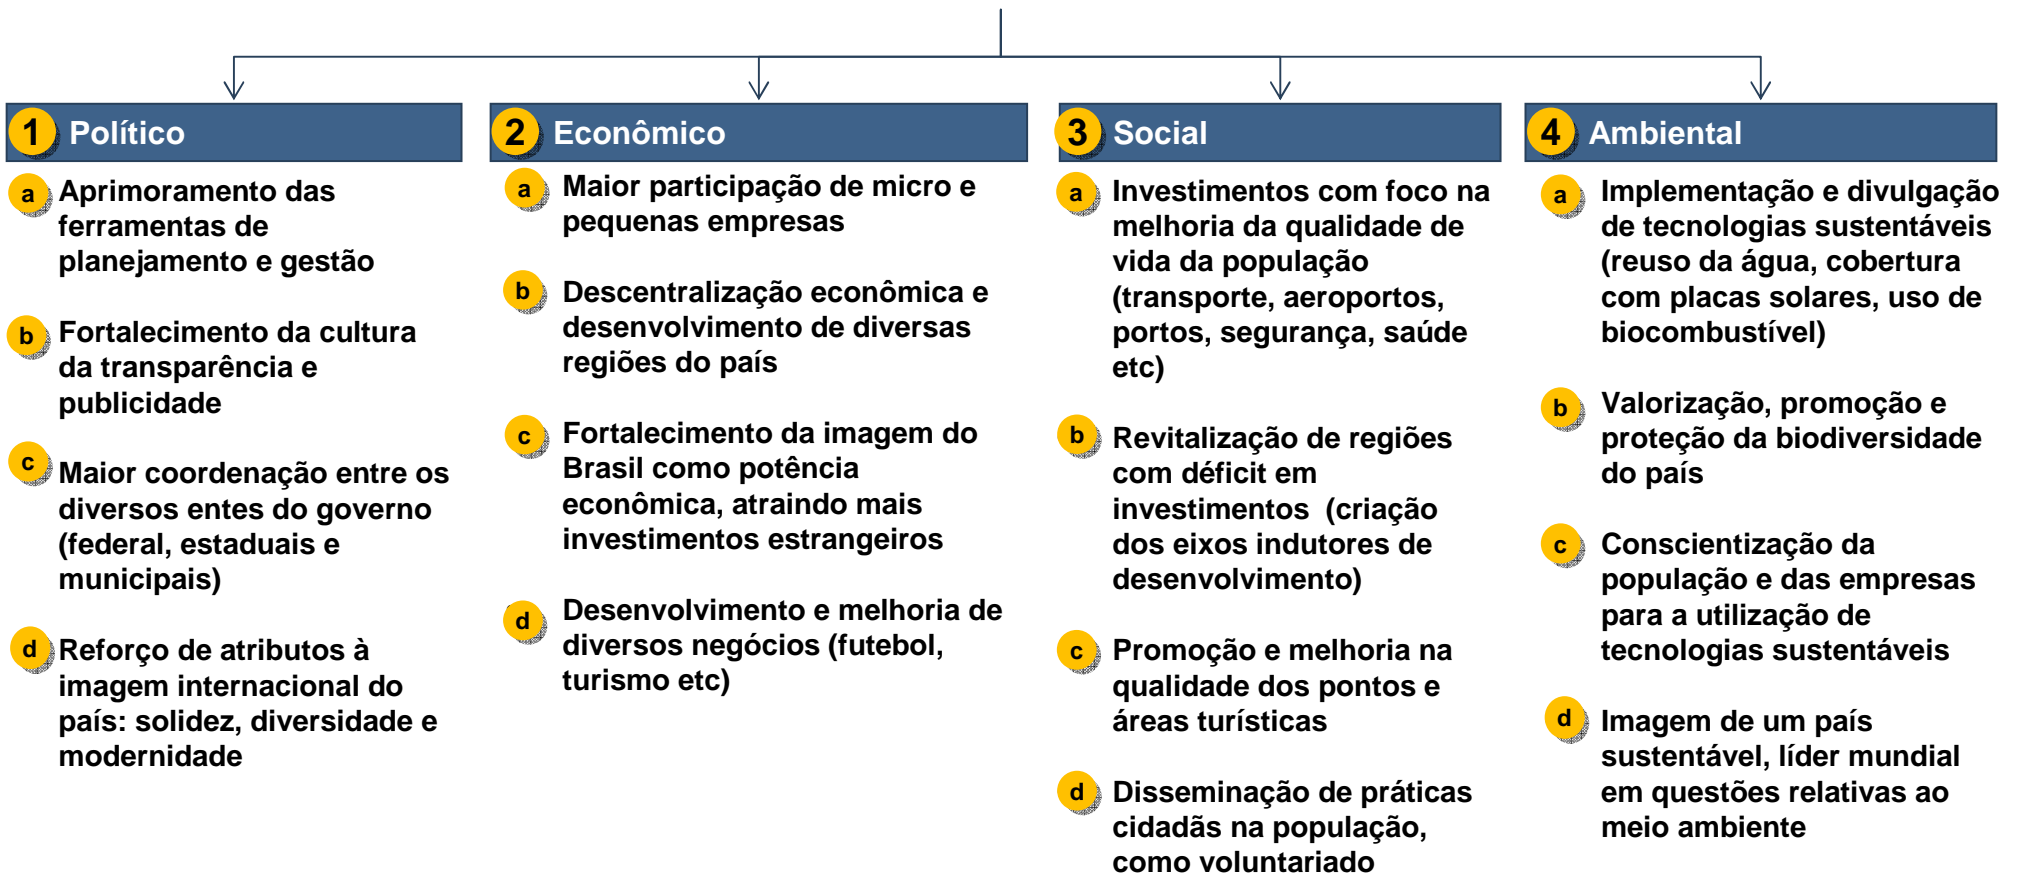 1 Político
a Aprimoramento das
ferramentas de
planejamento e gestão
b Fortalecimento da cultura
da transparência e
publicidade
c Maior coordenação entre os
diversos entes do governo
(federal, estaduais e
municipais)
d Reforço de atributos à
imagem internacional do
país: solidez, diversidade e
modernidade
2 Econômico
a Maior participação de micro e
pequenas empresas
b Descentralização econômica e
desenvolvimento de diversas
regiões do país
c Fortalecimento da imagem do
Brasil como potência
econômica, atraindo mais
investimentos estrangeiros
d Desenvolvimento e melhoria de
diversos negócios (futebol,
turismo etc)
3 Social
a Investimentos com foco na
melhoria da qualidade de
vida da população
(transporte, aeroportos,
portos, segurança, saúde
etc)
b Revitalização de regiões
com déficit em
investimentos (criação
dos eixos indutores de
desenvolvimento)
c Promoção e melhoria na
qualidade dos pontos e
áreas turísticas
d Disseminação de práticas
cidadãs na população,
como voluntariado
4 Ambiental
a Implementação e divulgação
de tecnologias sustentáveis
(reuso da água, cobertura
com placas solares, uso de
biocombustível)
b Valorização, promoção e
proteção da biodiversidade
do país
c Conscientização da
população e das empresas
para a utilização de
tecnologias sustentáveis
d Imagem de um país
sustentável, líder mundial
em questões relativas ao
meio ambiente